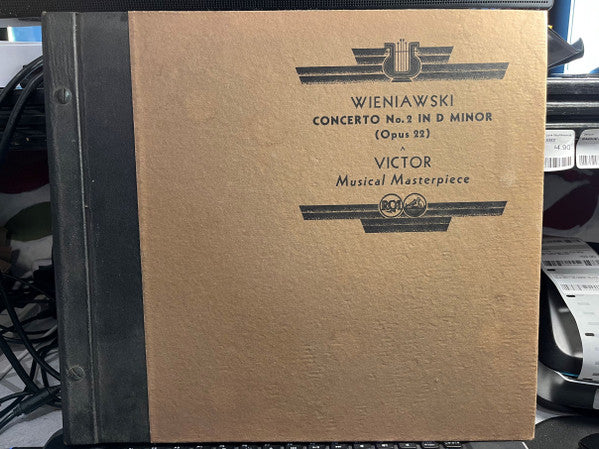 WIENIAWSKI
CONCERTO No. 2 IN D MINOR
(Opus 22)
A
VICTOR
Musical Masterpiece
RCA